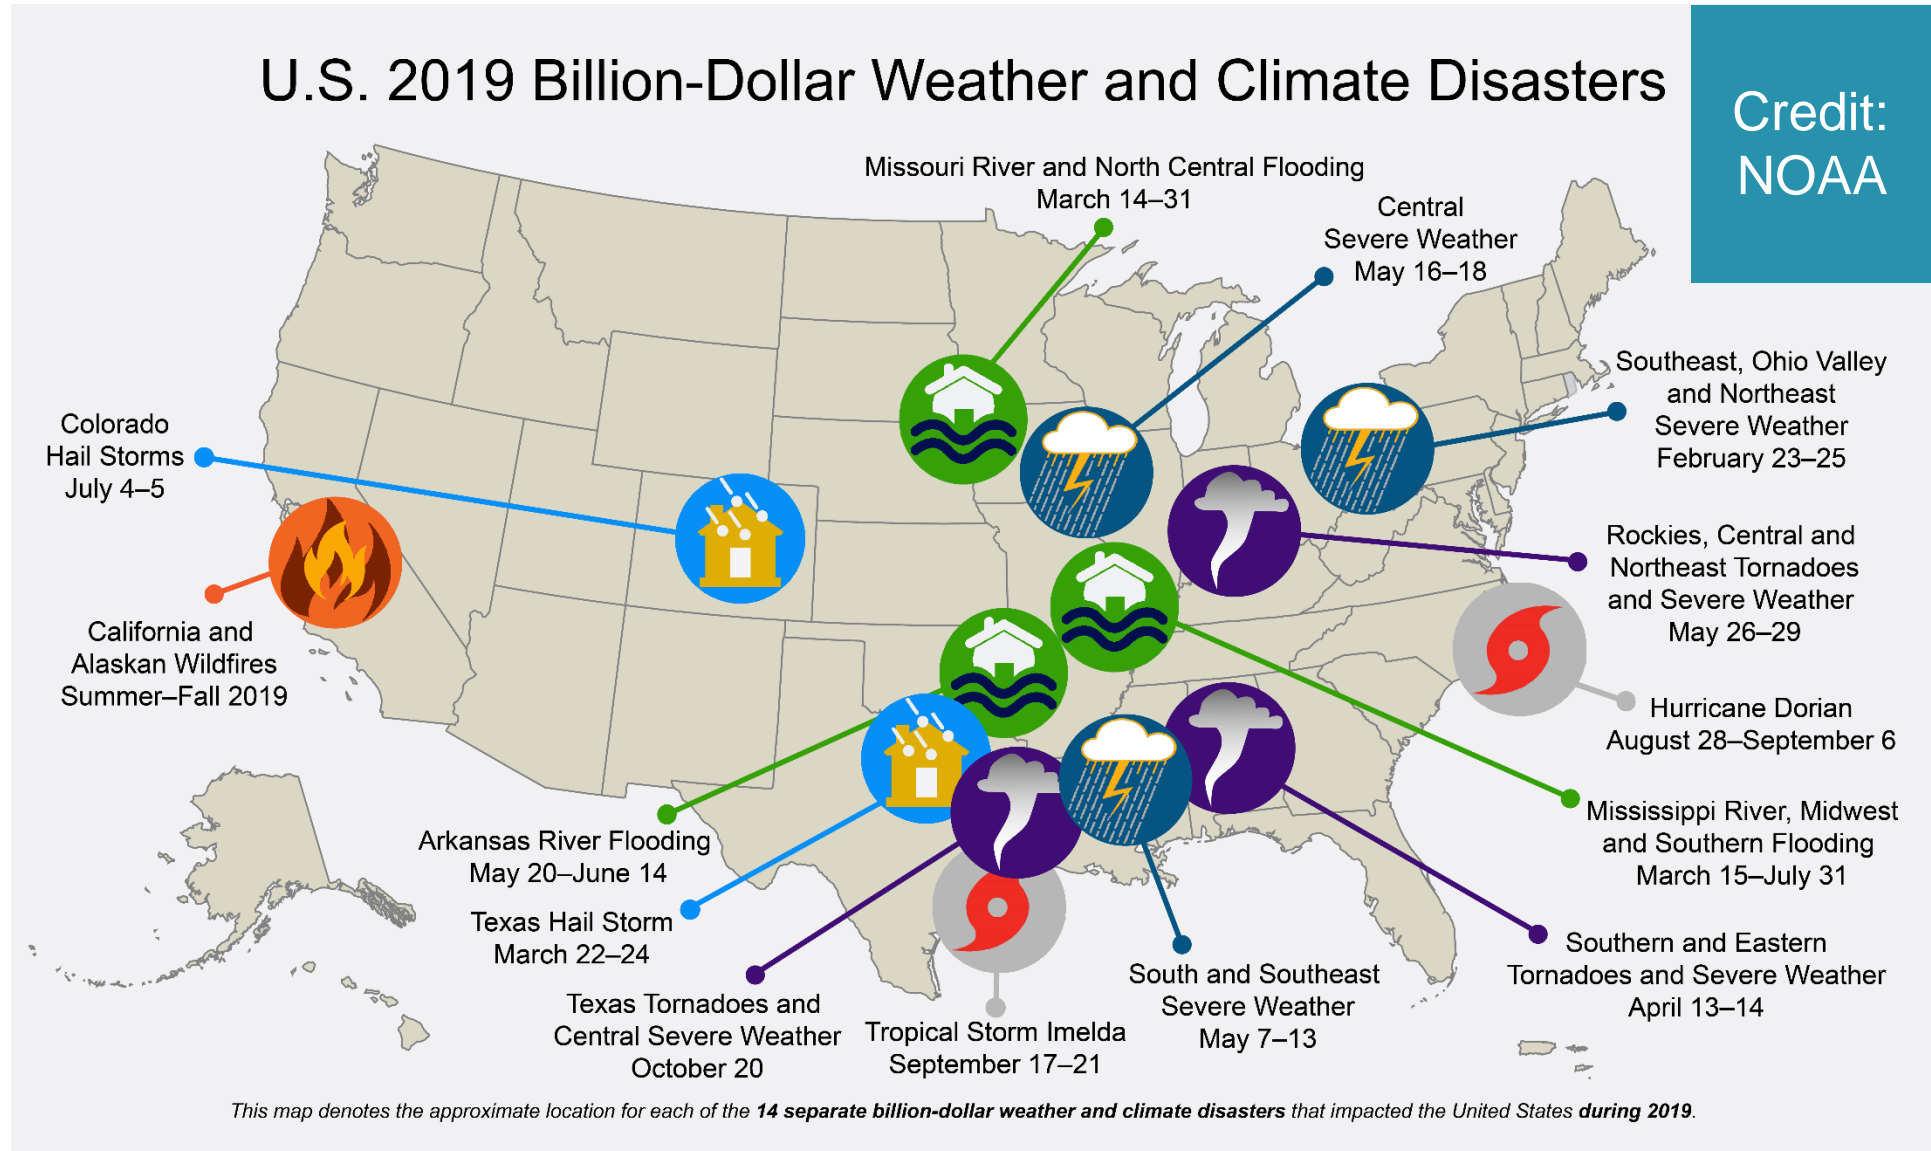 U.S. 2019 Billion-Dollar Weather and Climate Disasters
Credit:
NOAA
Missouri River and North Central Flooding
March 14–31
Central
Severe Weather
May 16–18
Southeast, Ohio Valley
and Northeast
Severe Weather
February 23–25
Colorado
Hail Storms
July 4–5
Rockies, Central and
Northeast Tornadoes
and Severe Weather
May 26–29
California and
Alaskan Wildfires
Summer–Fall 2019
Hurricane Dorian
August 28–September 6
Arkansas River Flooding
May 20–June 14
Mississippi River, Midwest
and Southern Flooding
March 15–July 31
Texas Hail Storm
March 22–24
Southern and Eastern
Tornadoes and Severe Weather
April 13–14
Texas Tornadoes and
Central Severe Weather
October 20
Tropical Storm Imelda
September 17–21
South and Southeast
Severe Weather
May 7–13
This map denotes the approximate location for each of the 14 separate billion-dollar weather and climate disasters that impacted the United States during 2019.